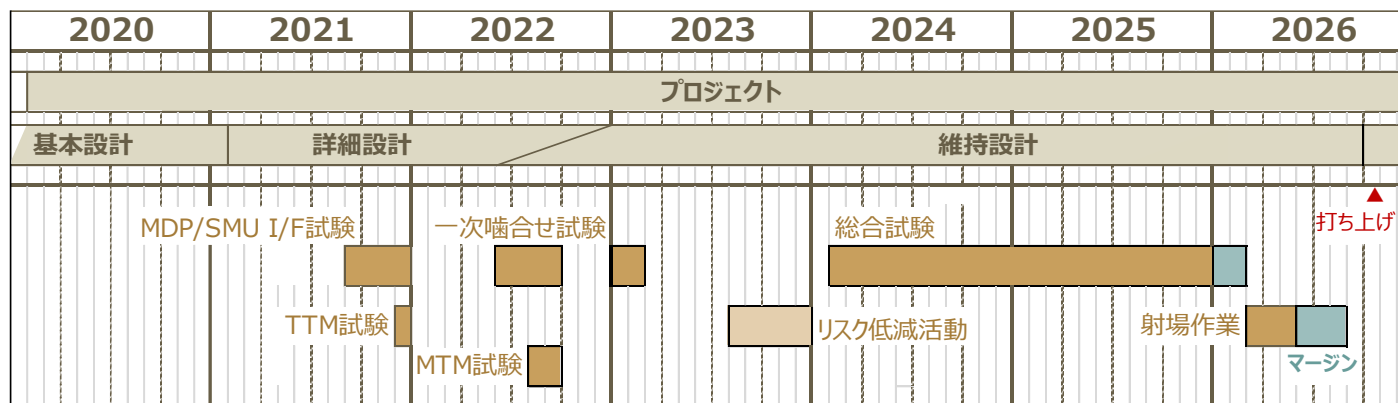 2020 2021 2022 2023 2024 2025 2026
プロジェクト
基本設計 詳細設計 維持設計
打ち上げ
MDP/SMU I/F試験 一次噛合せ試験 総合試験
TTM試験 リスク低減活動 射場作業
MTM試験 マージン